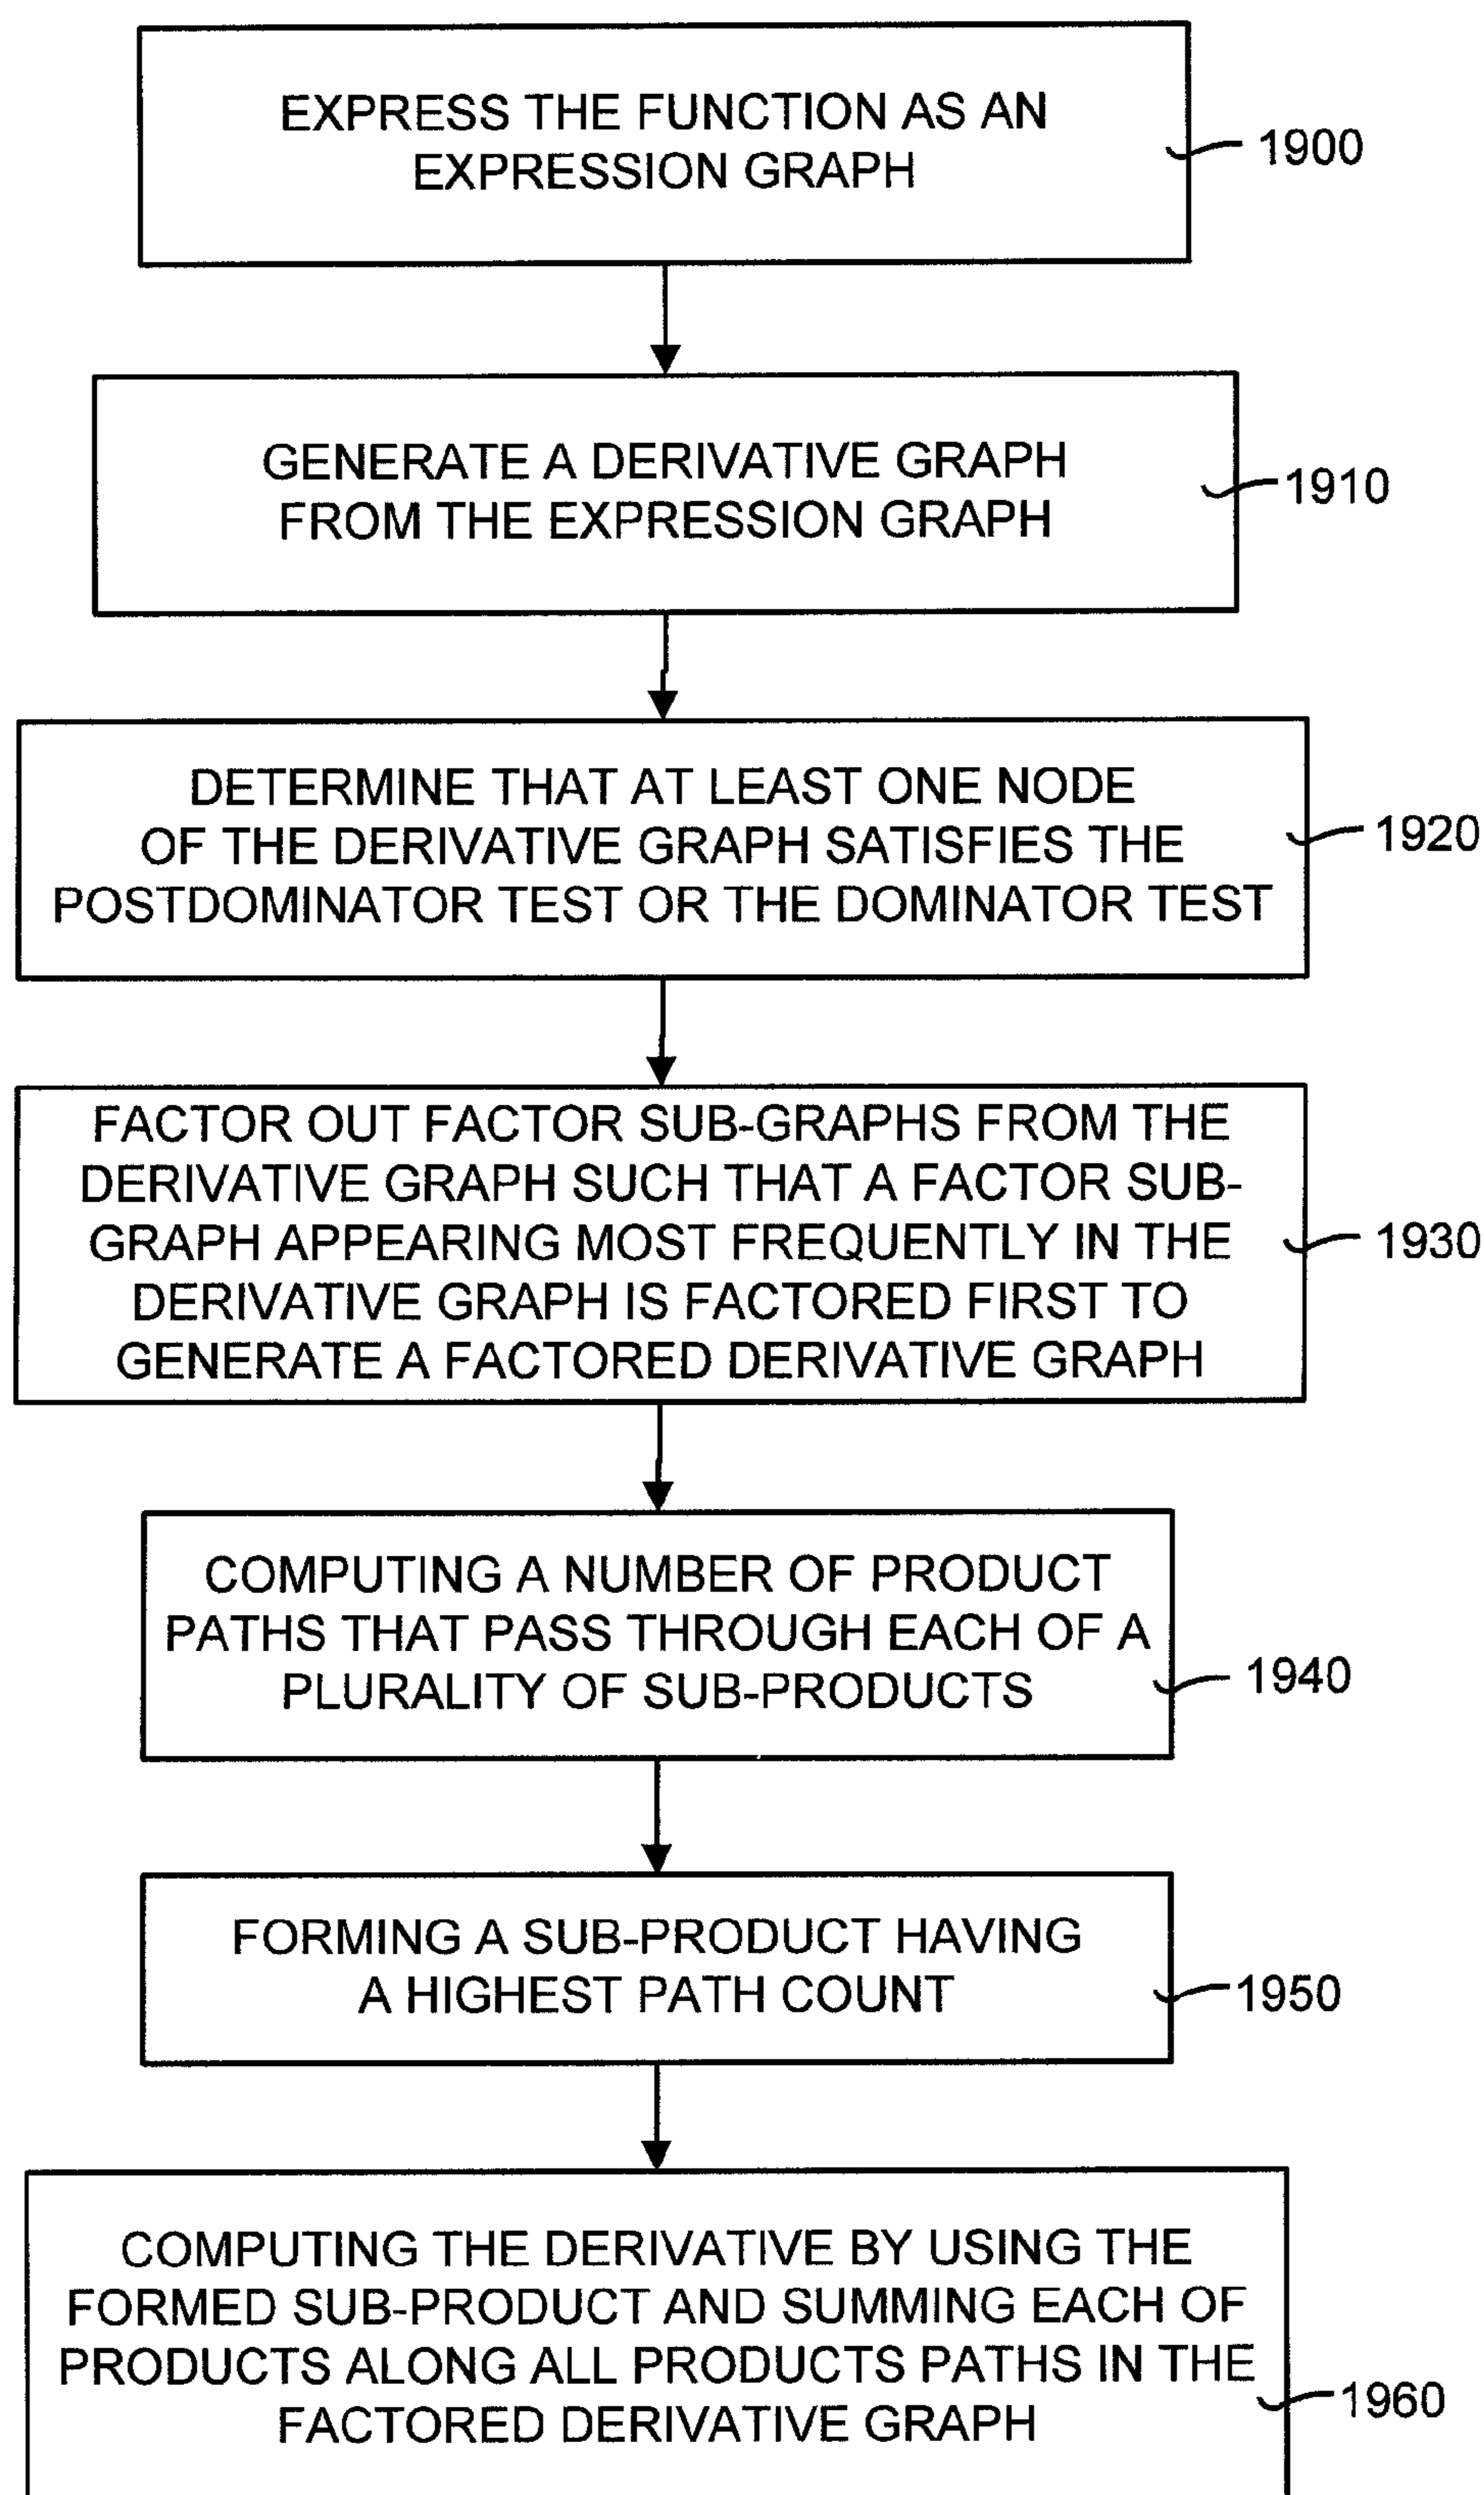 EXPRESS THE FUNCTION AS AN
EXPRESSION GRAPH
1900
GENERATE A DERIVATIVE GRAPH
FROM THE EXPRESSION GRAPH
1910
DETERMINE THAT AT LEAST ONE NODE
OF THE DERIVATIVE GRAPH SATISFIES THE
POSTDOMINATOR TEST OR THE DOMINATOR TEST
1920
FACTOR OUT FACTOR SUB-GRAPHS FROM THE
DERIVATIVE GRAPH SUCH THAT A FACTOR SUB-
GRAPH APPEARING MOST FREQUENTLY IN THE
DERIVATIVE GRAPH IS FACTORED FIRST TO
GENERATE A FACTORED DERIVATIVE GRAPH
1930
COMPUTING A NUMBER OF PRODUCT
PATHS THAT PASS THROUGH EACH OF A
PLURALITY OF SUB-PRODUCTS
1940
FORMING A SUB-PRODUCT HAVING
A HIGHEST PATH COUNT
1950
COMPUTING THE DERIVATIVE BY USING THE
FORMED SUB-PRODUCT AND SUMMING EACH OF
PRODUCTS ALONG ALL PRODUCTS PATHS IN THE
FACTORED DERIVATIVE GRAPH
1960